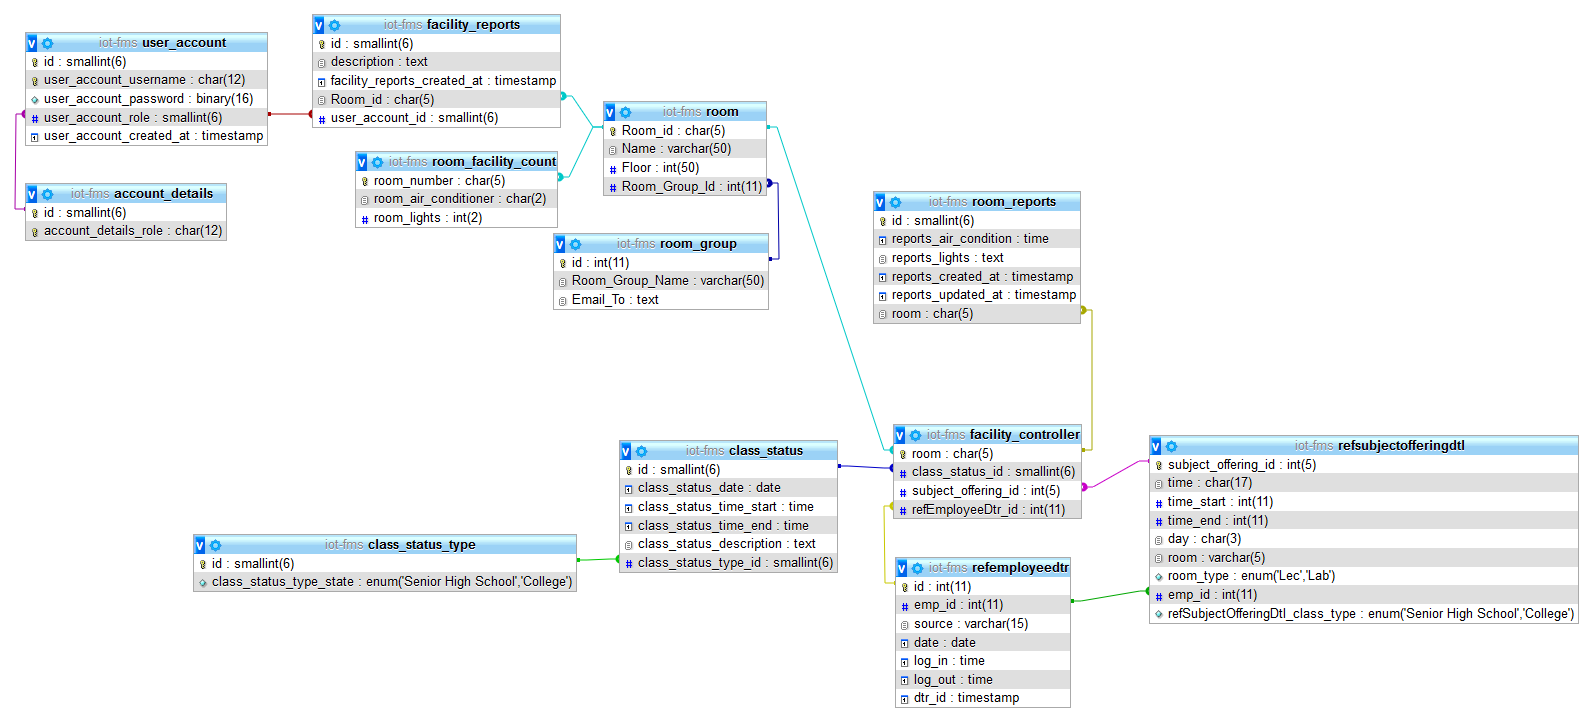 v iot-fms user_account
id : smallint(6)
user_account_username : char(12)
user_account_password : binary(16)
# user_account_role : smallint(6)
user_account_created_at : timestamp
v iot-fms account_details
id : smallint(6)
account_details_role : char(12)
v iot-fms facility_reports
id : smallint(6)
description : text
facility_reports_created_at : timestamp
Room_id : char(5)
# user_account_id : smallint(6)
v iot-fms room_facility_count
room_number : char(5)
room_air_conditioner : char(2)
# room_lights : int(2)
v iot-fms room
Room_id : char(5)
Name : varchar(50)
# Floor : int(50)
# Room_Group_Id : int(11)
v iot-fms room_group
id : int(11)
Room_Group_Name : varchar(50)
Email_To : text
v iot-fms room_reports
id : smallint(6)
reports_air_condition : time
reports_lights : text
reports_created_at : timestamp
reports_updated_at : timestamp
room : char(5)
v iot-fms class_status_type
id : smallint(6)
class_status_type_state : enum('Senior High School','College')
v iot-fms class_status
id : smallint(6)
class_status_date : date
class_status_time_start : time
class_status_time_end : time
class_status_description : text
# class_status_type_id : smallint(6)
v iot-fms facility_controller
room : char(5)
# class_status_id : smallint(6)
# subject_offering_id : int(5)
# refEmployeeDtr_id : int(11)
v iot-fms refemployeedtr
id : int(11)
# emp_id : int(11)
source : varchar(15)
date : date
log_in : time
log_out : time
dtr_id : timestamp
v iot-fms refsubjectofferingdtl
subject_offering_id : int(5)
time : char(17)
# time_start : int(11)
# time_end : int(11)
day : char(3)
room : varchar(5)
room_type : enum('Lec','Lab')
# emp_id : int(11)
refSubjectOfferingDtl_class_type : enum('Senior High School','College')